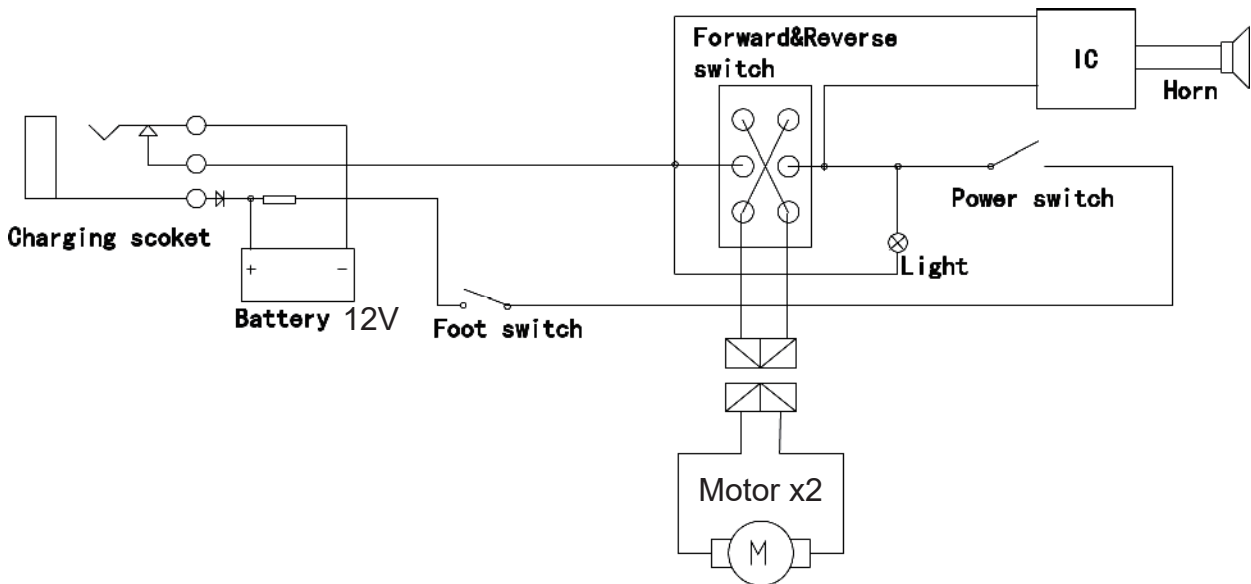 Forward&Reverse
switch
IC
Horn
Power switch
Charging scoket
+ -
Light
Battery 12V
Foot switch
Motor x2
M